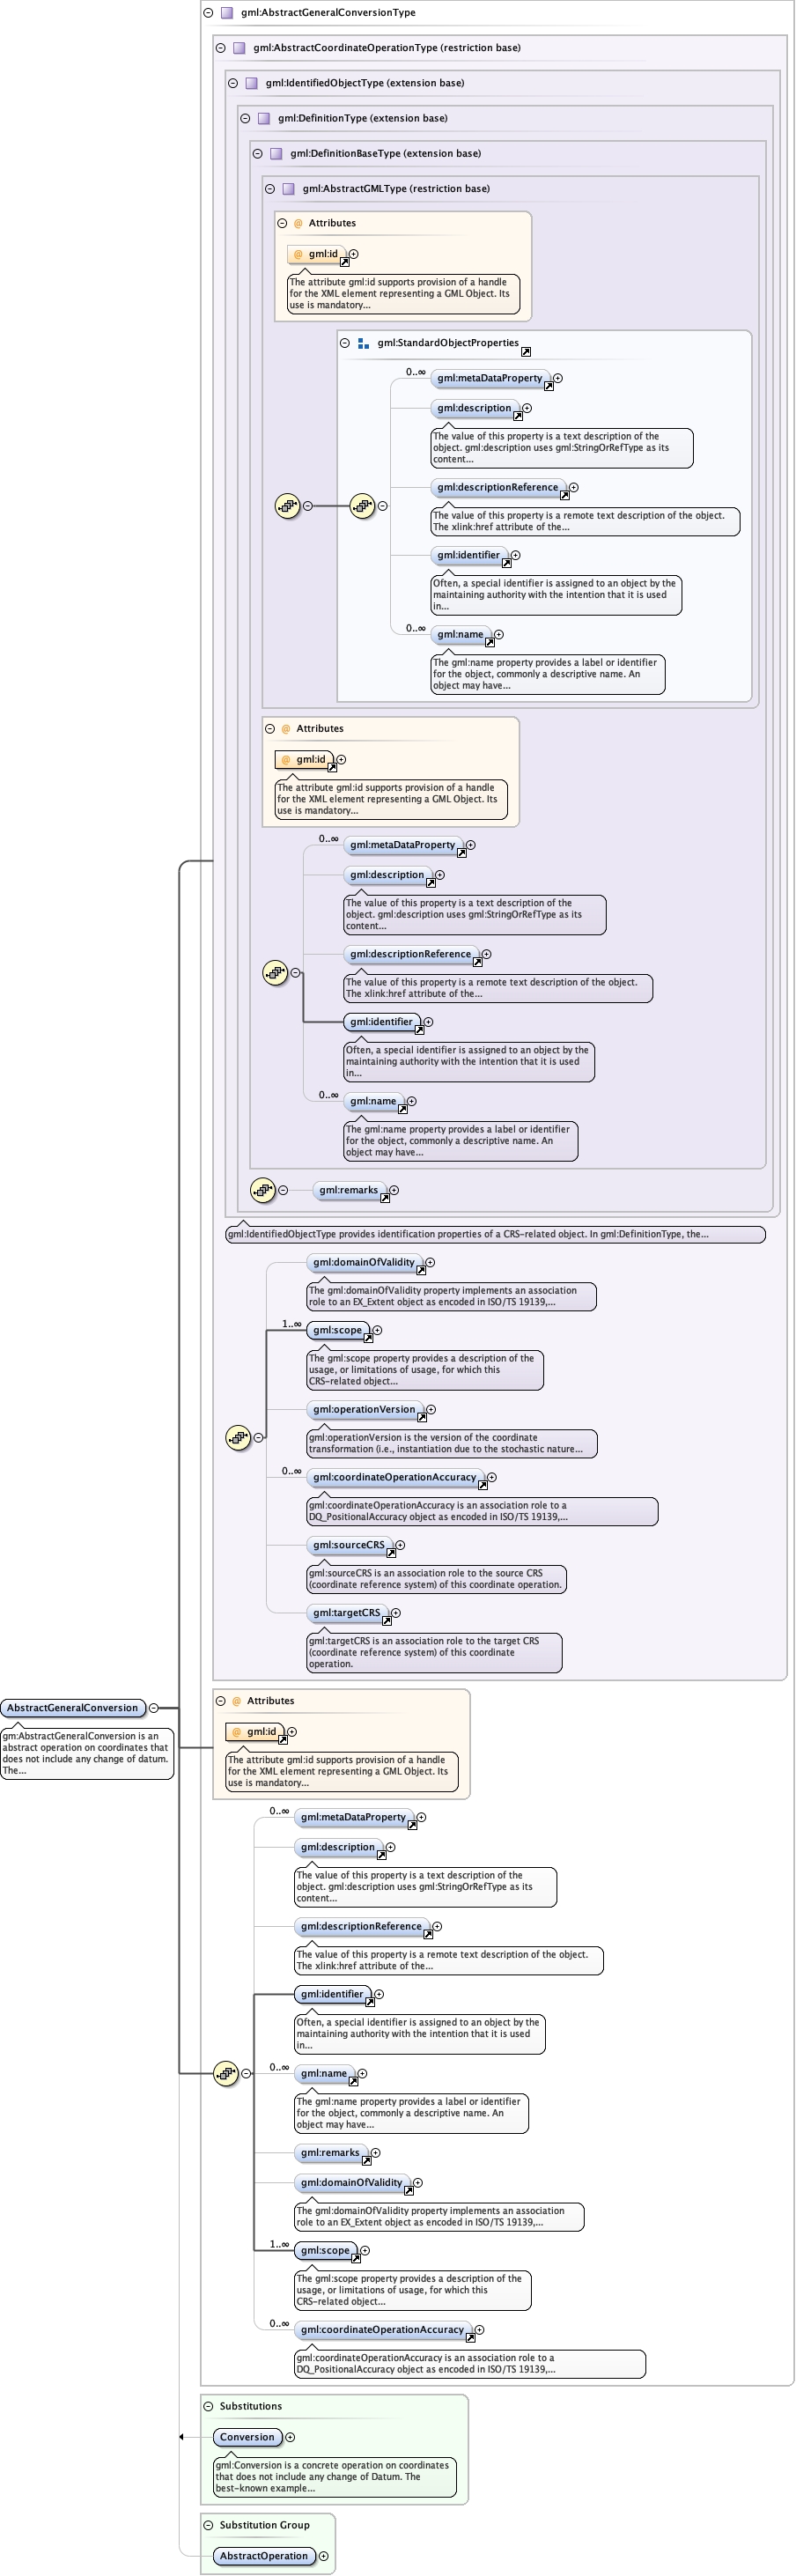 gml:AbstractGeneralConversionType
gml:AbstractCoordinateOperationType (restriction base)
gml:IdentifiedObjectType (extension base)
gml:DefinitionType (extension base)
gml:DefinitionBaseType (extension base)
gml:AbstractGMLType (restriction base)
@ Attributes
@ gml:id
The attribute gml:id supports provision of a handle
for the XML element representing a GML Object. Its
use is mandatory...
gml:StandardObjectProperties
0..∞
gml:metaDataProperty
gml:description
The value of this property is a text description of the
object. gml:description uses gml:StringOrRefType as its
content...
gml:descriptionReference
The value of this property is a remote text description of the object.
The xlink:href attribute of the...
gml:identifier
Often, a special identifier is assigned to an object by the
maintaining authority with the intention that it is used
in...
0..∞
gml:name
The gml:name property provides a label or identifier
for the object, commonly a descriptive name. An
object may have...
@ Attributes
@ gml:id
The attribute gml:id supports provision of a handle
for the XML element representing a GML Object. Its
use is mandatory...
0..∞
gml:metaDataProperty
gml:description
The value of this property is a text description of the
object. gml:description uses gml:StringOrRefType as its
content...
gml:descriptionReference
The value of this property is a remote text description of the object.
The xlink:href attribute of the...
gml:identifier
Often, a special identifier is assigned to an object by the
maintaining authority with the intention that it is used
in...
0..∞
gml:name
The gml:name property provides a label or identifier
for the object, commonly a descriptive name. An
object may have...
gml:remarks
gml:IdentifiedObjectType provides identification properties of a CRS-related object. In gml:DefinitionType, the...
gml:domainOfValidity
The gml:domainOfValidity property implements an association
role to an EX_Extent object as encoded in ISO/TS 19139,...
1..∞
gml:scope
The gml:scope property provides a description of the
usage, or limitations of usage, for which this
CRS-related object...
gml:operationVersion
gml:operationVersion is the version of the coordinate
transformation (i.e., instantiation due to the stochastic nature...
0..∞
gml:coordinateOperationAccuracy
gml:coordinateOperationAccuracy is an association role to a
DQ_PositionalAccuracy object as encoded in ISO/TS 19139,...
gml:sourceCRS
gml:sourceCRS is an association role to the source CRS
(coordinate reference system) of this coordinate operation.
gml:targetCRS
gml:targetCRS is an association role to the target CRS
(coordinate reference system) of this coordinate
operation.
AbstractGeneralConversion
gm:AbstractGeneralConversion is an
abstract operation on coordinates that
does not include any change of datum.
The...
@ Attributes
@ gml:id
The attribute gml:id supports provision of a handle
for the XML element representing a GML Object. Its
use is mandatory...
0..∞
gml:metaDataProperty
gml:description
The value of this property is a text description of the
object. gml:description uses gml:StringOrRefType as its
content...
gml:descriptionReference
The value of this property is a remote text description of the object.
The xlink:href attribute of the...
gml:identifier
Often, a special identifier is assigned to an object by the
maintaining authority with the intention that it is used
in...
0..∞
gml:name
The gml:name property provides a label or identifier
for the object, commonly a descriptive name. An
object may have...
gml:remarks
gml:domainOfValidity
The gml:domainOfValidity property implements an association
role to an EX_Extent object as encoded in ISO/TS 19139,...
1..∞
gml:scope
The gml:scope property provides a description of the
usage, or limitations of usage, for which this
CRS-related object...
0..∞
gml:coordinateOperationAccuracy
gml:coordinateOperationAccuracy is an association role to a
DQ_PositionalAccuracy object as encoded in ISO/TS 19139,...
Substitutions
Conversion
gml:Conversion is a concrete operation on coordinates
that does not include any change of Datum. The
best-known example...
Substitution Group
AbstractOperation